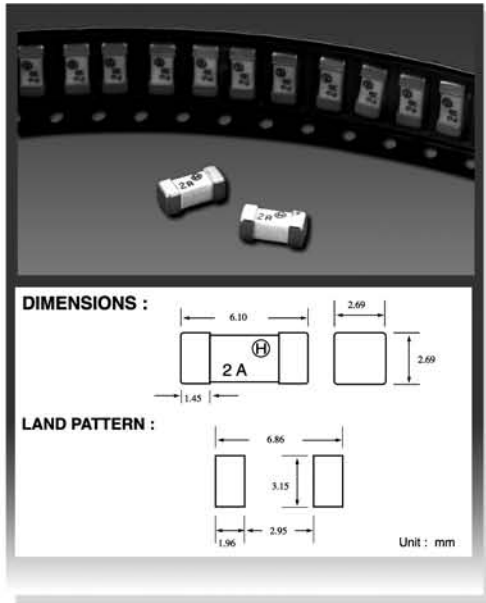 2A H
2A H
DIMENSIONS :
6.10
2.69
H
2 A
2.69
1.45
LAND PATTERN :
6.86
3.15
1.96
2.95
Unit : mm